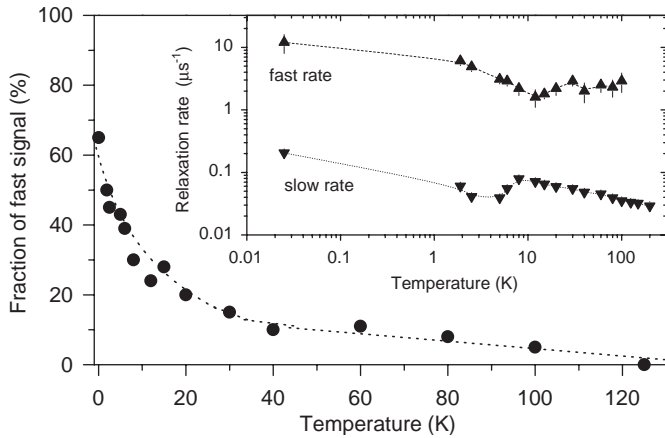 100
80
60
40
20
0
Fraction of fast signal (%)
0 20 40 60 80 100 120
Temperature (K)
10
1
0.1
0.01
Relaxation rate (μs⁻¹)
fast rate
slow rate
0.01 0.1 1 10 100
Temperature (K)